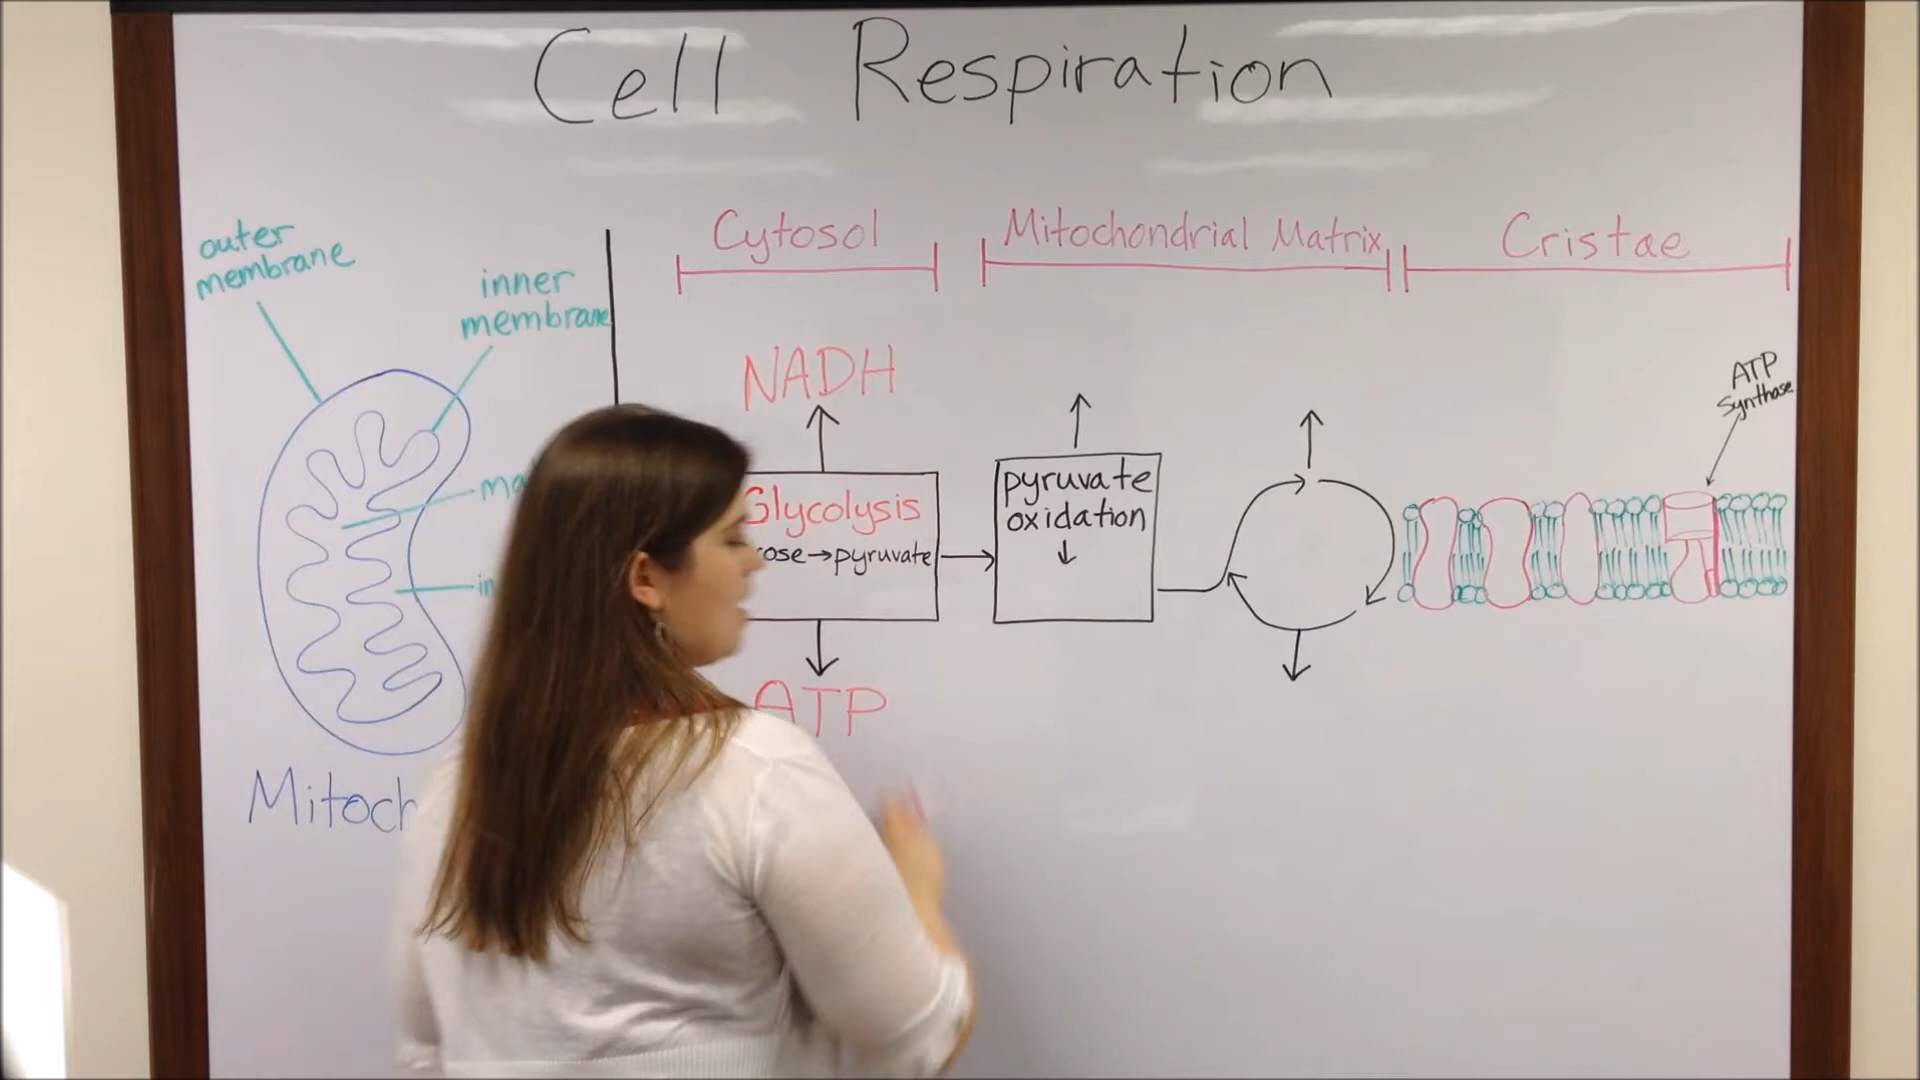 Cell Respiration
Cytosol
Mitochondrial Matrix
Cristae
outer
membrane
inner
membrane
NADH
ATP
Synthase
Glycolysis
→pyruvate
pyruvate
oxidation
↓
ATP